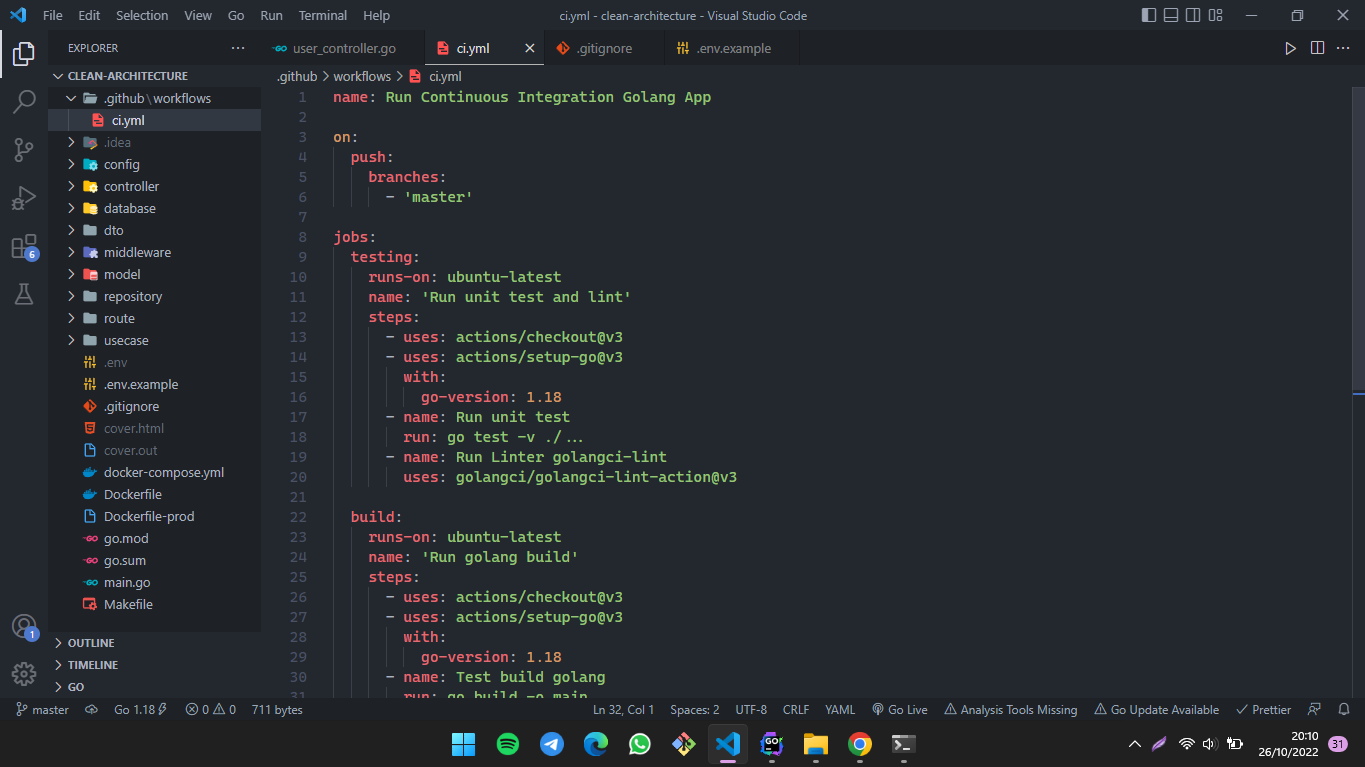 File Edit Selection View Go Run Terminal Help
ci.yml - clean-architecture - Visual Studio Code
EXPLORER
user_controller.go
ci.yml
.gitignore
.env.example
CLEAN-ARCHITECTURE
.github\workflows
ci.yml
.idea
config
controller
database
dto
middleware
model
repository
route
usecase
.env
.env.example
.gitignore
cover.html
cover.out
docker-compose.yml
Dockerfile
Dockerfile-prod
go.mod
go.sum
main.go
Makefile
OUTLINE
TIMELINE
GO
6
1
.github > workflows > ci.yml
1 name: Run Continuous Integration Golang App
2
3 on:
4 push:
5 branches:
6 - 'master'
7
8 jobs:
9 testing:
10 runs-on: ubuntu-latest
11 name: 'Run unit test and lint'
12 steps:
13 - uses: actions/checkout@v3
14 - uses: actions/setup-go@v3
15 with:
16 go-version: 1.18
17 - name: Run unit test
18 run: go test -v ./...
19 - name: Run Linter golangci-lint
20 uses: golangci/golangci-lint-action@v3
21
22 build:
23 runs-on: ubuntu-latest
24 name: 'Run golang build'
25 steps:
26 - uses: actions/checkout@v3
27 - uses: actions/setup-go@v3
28 with:
29 go-version: 1.18
30 - name: Test build golang
31 run: go build -o main
master Go 1.18 0 0 711 bytes Ln 32, Col 1 Spaces: 2 UTF-8 CRLF YAML Go Live Analysis Tools Missing Go Update Available Prettier
GO
20:10
26/10/2022
31